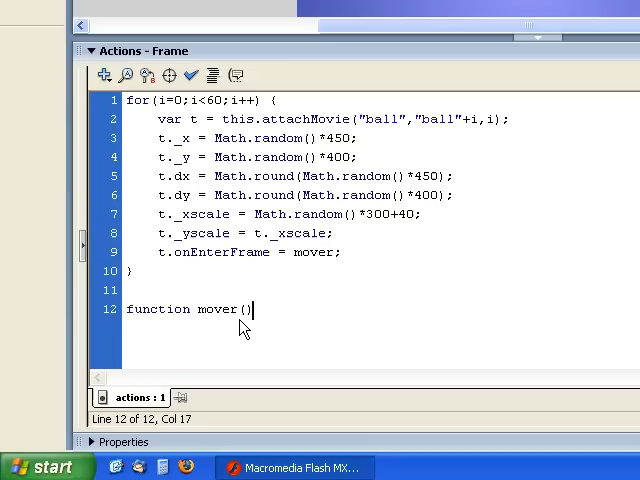 Actions - Frame
1 for(i=0;i<60;i++) {
2 var t = this.attachMovie("ball","ball"+i,i);
3 t._x = Math.random()*450;
4 t._y = Math.random()*400;
5 t.dx = Math.round(Math.random()*450);
6 t.dy = Math.round(Math.random()*400);
7 t._xscale = Math.random()*300+40;
8 t._yscale = t._xscale;
9 t.onEnterFrame = mover;
10 }
11
12 function mover()
actions : 1
Line 12 of 12, Col 17
Properties
start
Macromedia Flash MX...